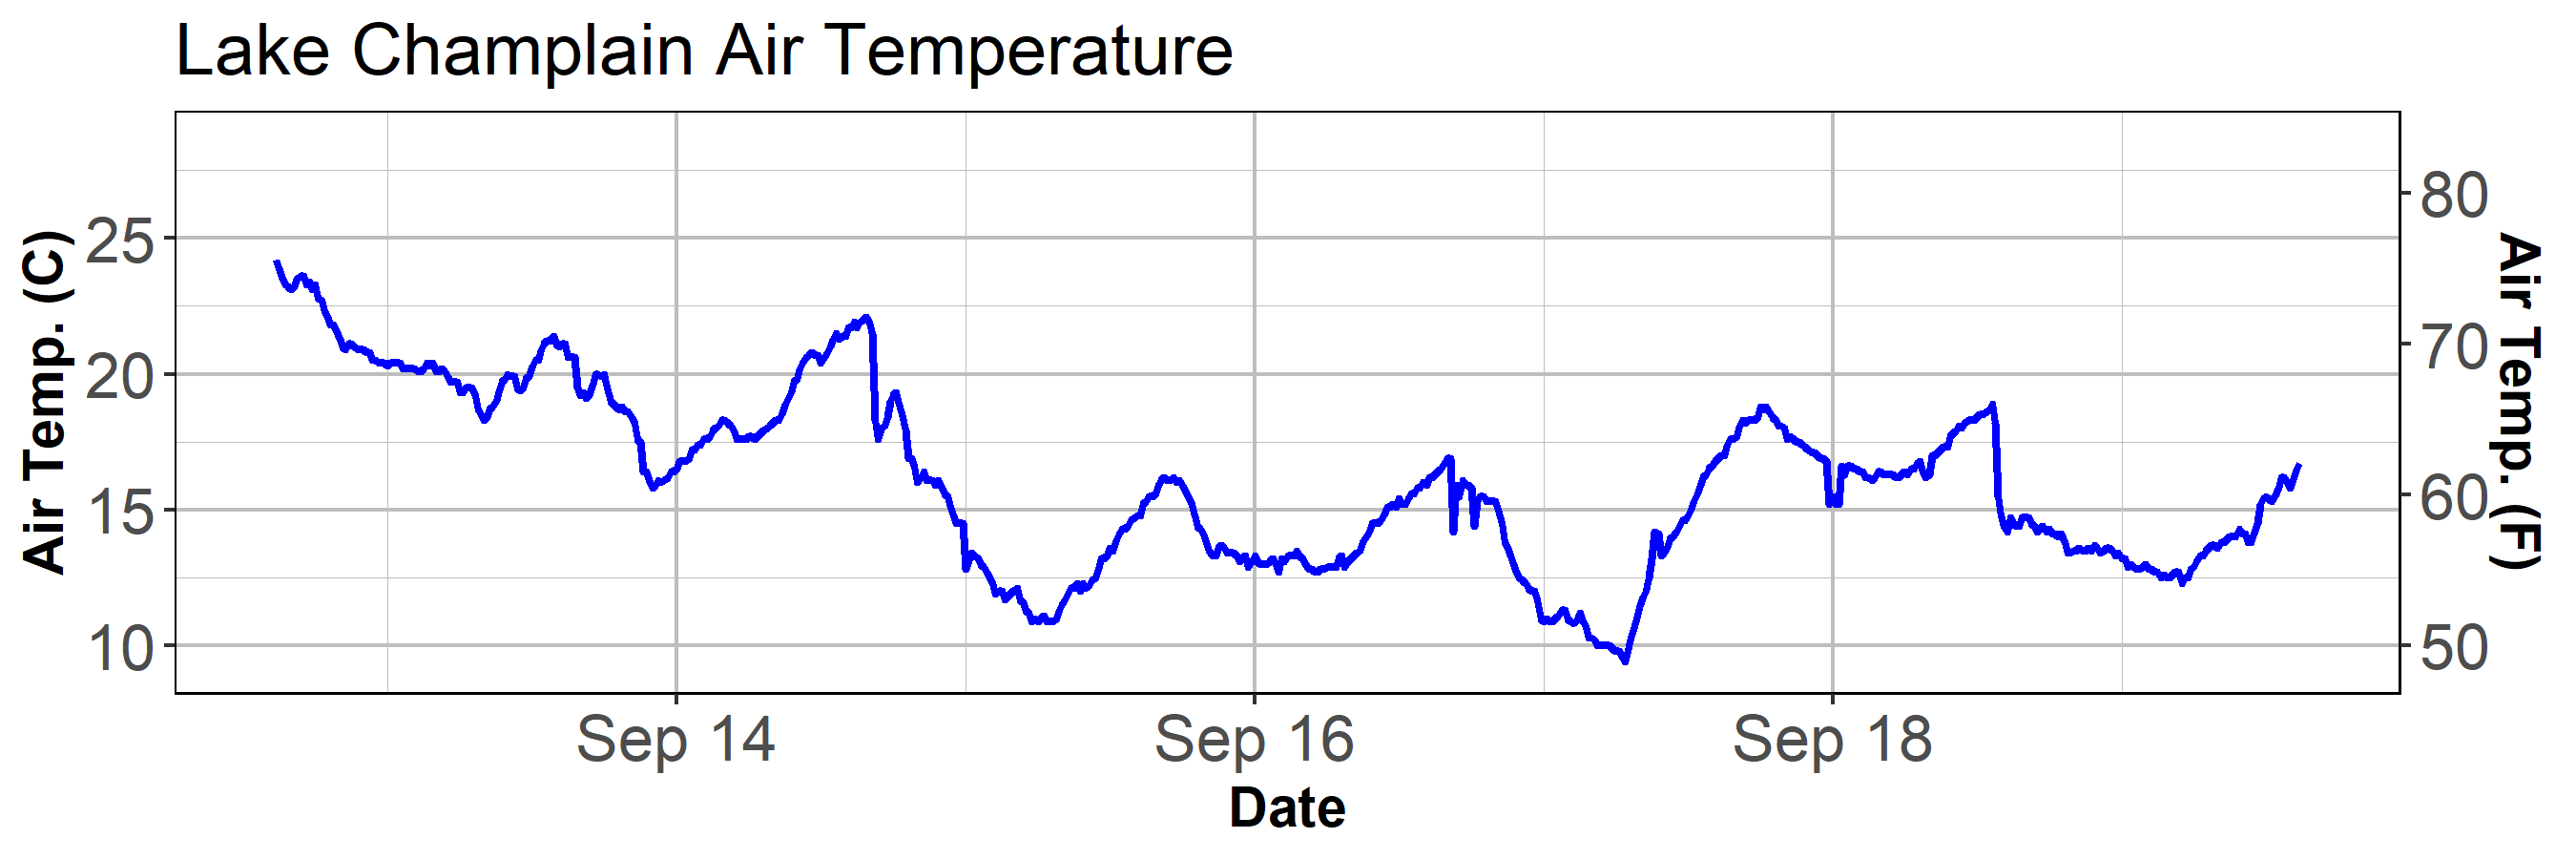 Lake Champlain Air Temperature
Air Temp. (C)
25
20
15
10
80
70
60
50
Air Temp. (F)
Sep 14 Sep 16 Sep 18
Date